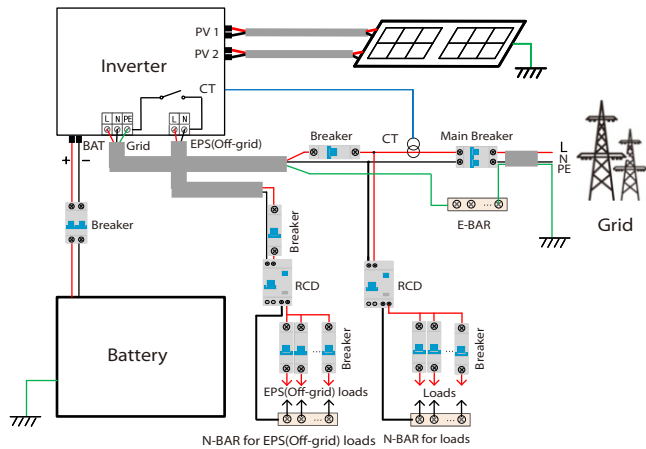 PV 1
PV 2
Inverter
CT
L N PE
L N
BAT
Grid
EPS(Off-grid)
+
−
Breaker
CT
Main Breaker
L
N
PE
Grid
E-BAR
Breaker
Breaker
RCD
RCD
Battery
...
Breaker
...
Breaker
EPS(Off-grid) loads
Loads
N-BAR for EPS(Off-grid) loads
N-BAR for loads